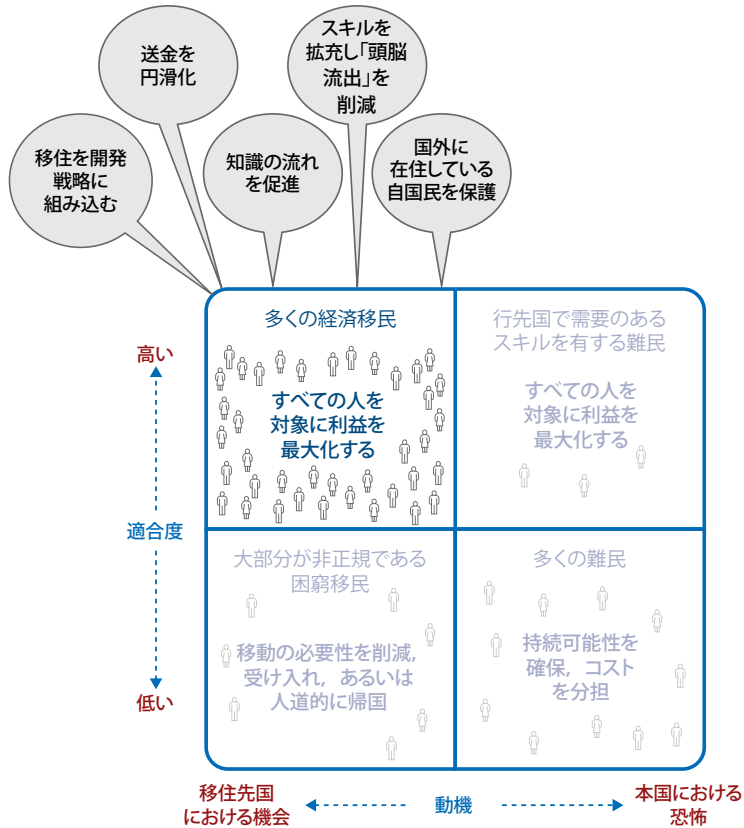 送金を
円滑化
スキルを
拡充し「頭脳
流出」を
削減
移住を開発
戦略に
組み込む
知識の流れ
を促進
国外に
在住している
自国民を保護
多くの経済移民
すべての人を
対象に利益を
最大化する
行先国で需要のある
スキルを有する難民
すべての人を
対象に利益を
最大化する
高い
適合度
低い
大部分が非正規である
困窮移民
移動の必要性を削減,
受け入れ，あるいは
人道的に帰国
多くの難民
持続可能性を
確保，コスト
を分担
移住先国
における機会
動機
本国における
恐怖